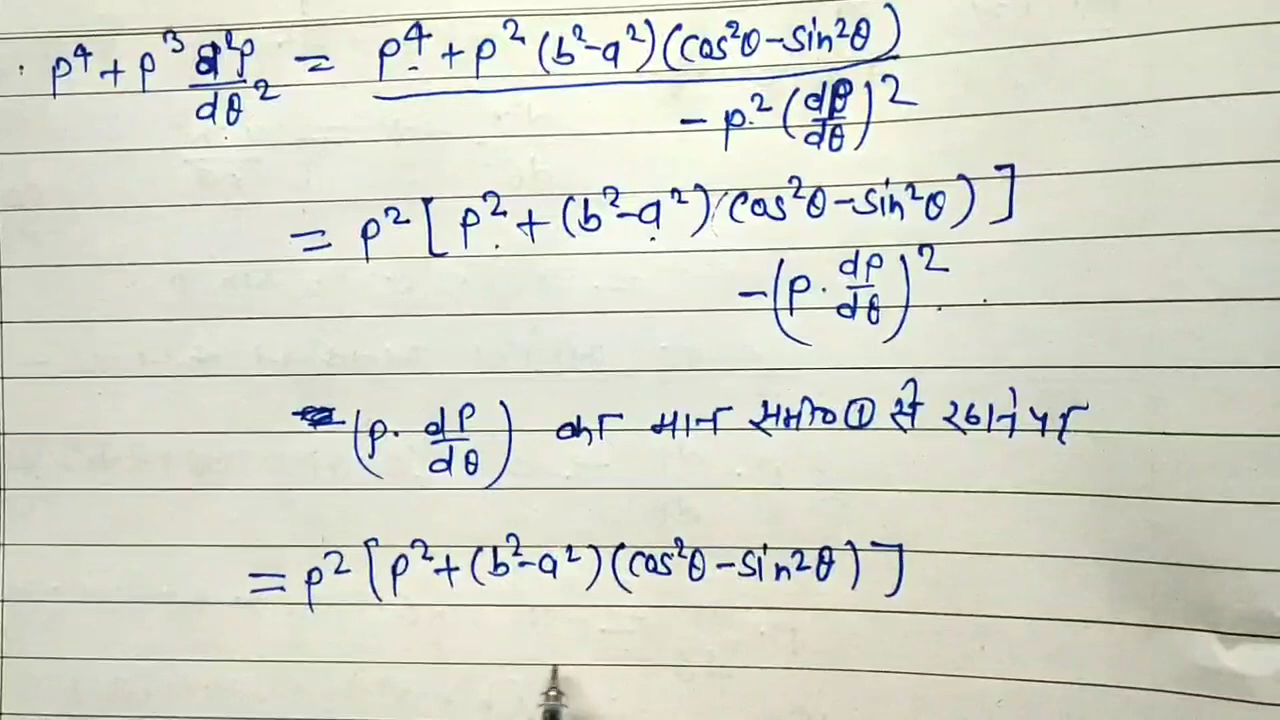 . p⁴ + p³ d²p/dθ² = p⁴ + p² (b²-a²)(cos²θ - sin²θ)
- p² (dp/dθ)²
= p² [ p² + (b²-a²)(cos²θ - sin²θ) ]
- (p . dp/dθ)²
(p . dp/dθ) का मान समी० ① से रखने पर
= p² [ p² + (b²-a²)(cos²θ - sin²θ) ]